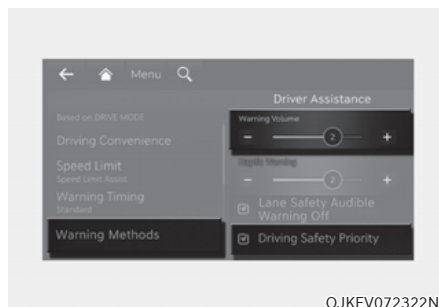 Menu
Driver Assistance
Based on DRIVE MODE
Driving Convenience
Speed Limit
Speed Limit Assist
Warning Timing
Standard
Warning Methods
Warning Volume
- 2 +
Haptic Warning
- 2 +
Lane Safety Audible
Warning Off
Driving Safety Priority
OJKEV072322N